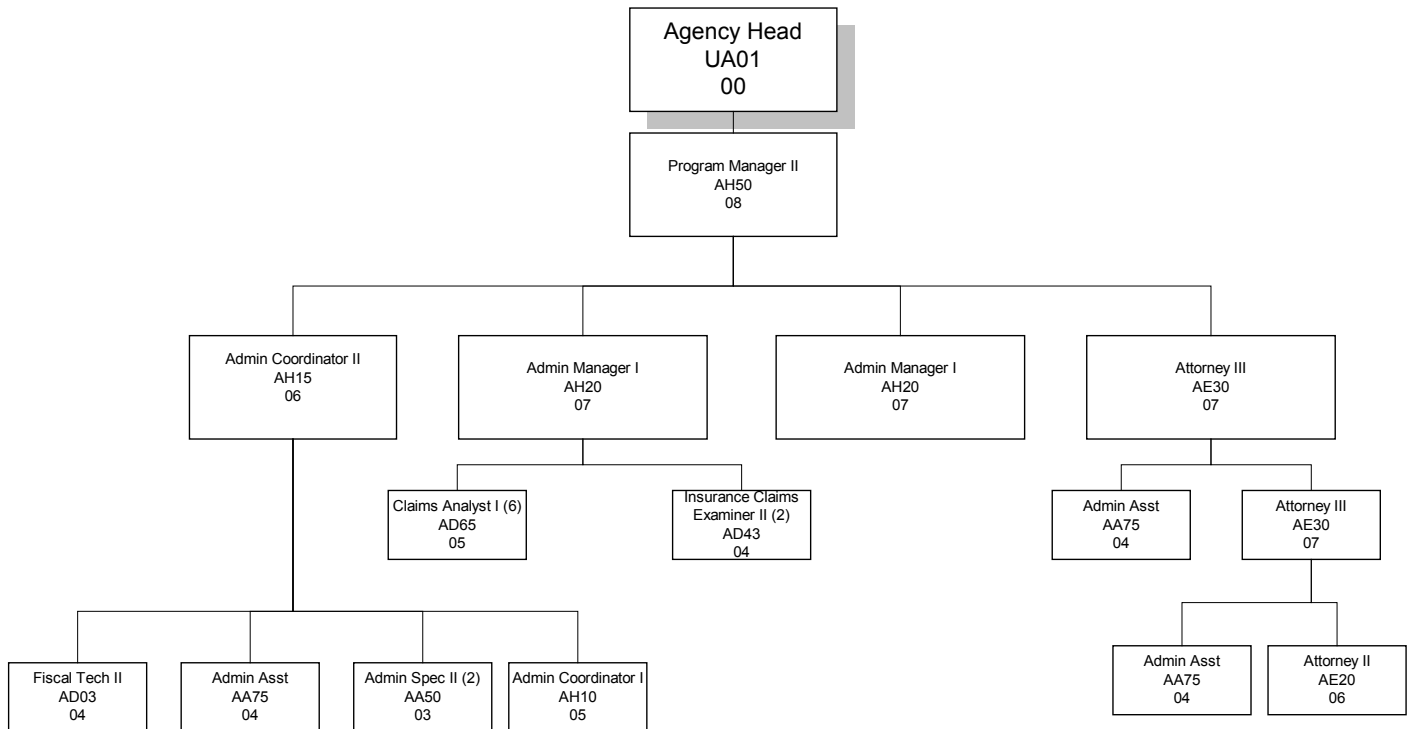 Agency Head
UA01
00
Program Manager II
AH50
08
Admin Coordinator II
AH15
06
Admin Manager I
AH20
07
Admin Manager I
AH20
07
Attorney III
AE30
07
Claims Analyst I (6)
AD65
05
Insurance Claims
Examiner II (2)
AD43
04
Admin Asst
AA75
04
Attorney III
AE30
07
Fiscal Tech II
AD03
04
Admin Asst
AA75
04
Admin Spec II (2)
AA50
03
Admin Coordinator I
AH10
05
Admin Asst
AA75
04
Attorney II
AE20
06